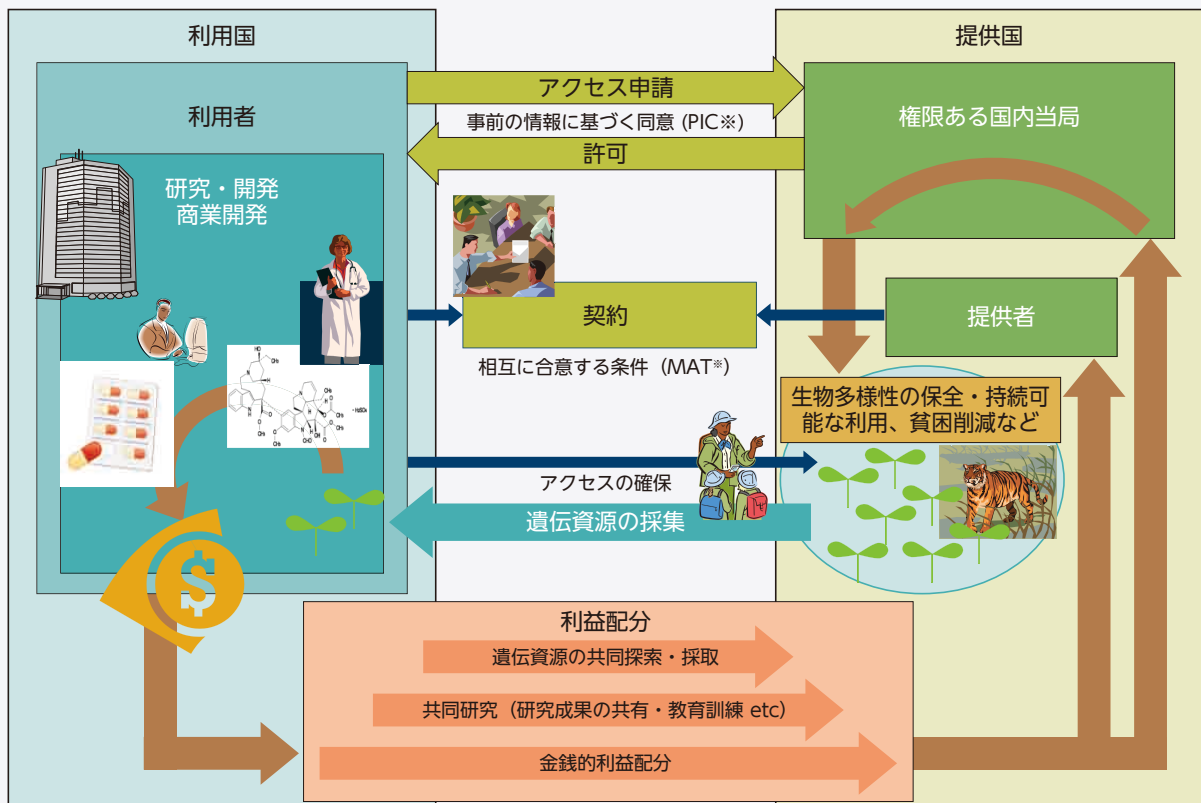 利用国
提供国
利用者
アクセス申請
事前の情報に基づく同意 (PIC※)
許可
権限ある国内当局
研究・開発
商業開発
契約
相互に合意する条件（MAT※）
提供者
生物多様性の保全・持続可
能な利用、貧困削減など
アクセスの確保
遺伝資源の採集
$
利益配分
遺伝資源の共同探索・採取
共同研究（研究成果の共有・教育訓練 etc）
金銭的利益配分